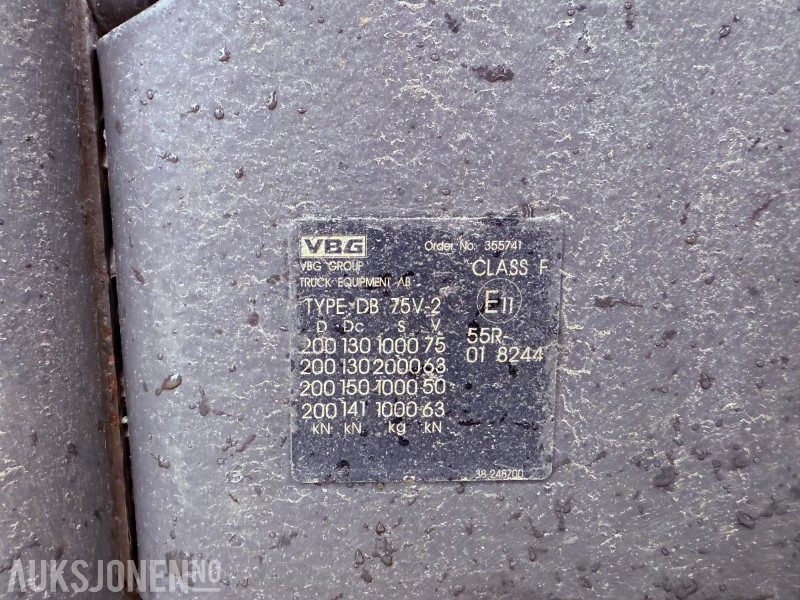 VBG Order No: 355741
VBG GROUP CLASS F
TRUCK EQUIPMENT AB
TYPE DB 75V-2 E11
D Dc S V
200 130 1000 75 55R-
200 130 2000 63 01 8244
200 150 1000 50
200 141 1000 63
kN kN kg kN
38-248700
AUKSJONEN.NO